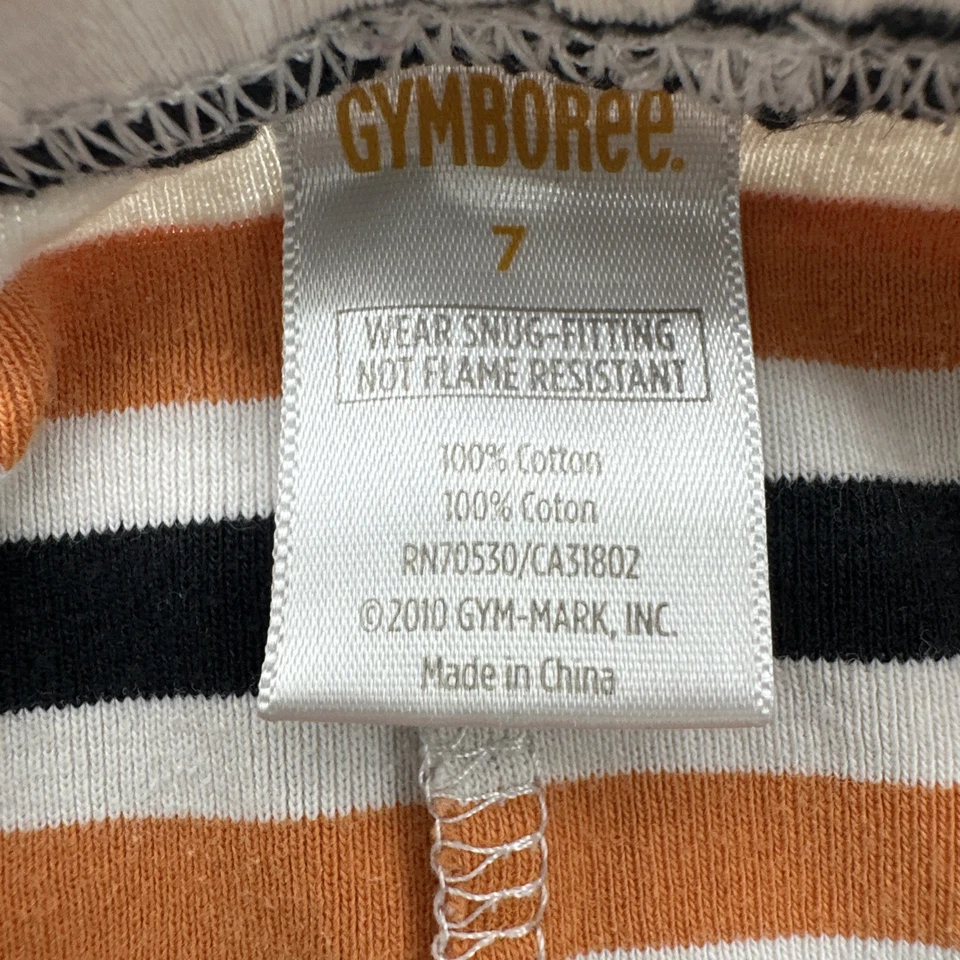 GYMBOREE.
7
WEAR SNUG-FITTING
NOT FLAME RESISTANT
100% Cotton
100% Coton
RN70530/CA31802
©2010 GYM-MARK, INC.
Made in China